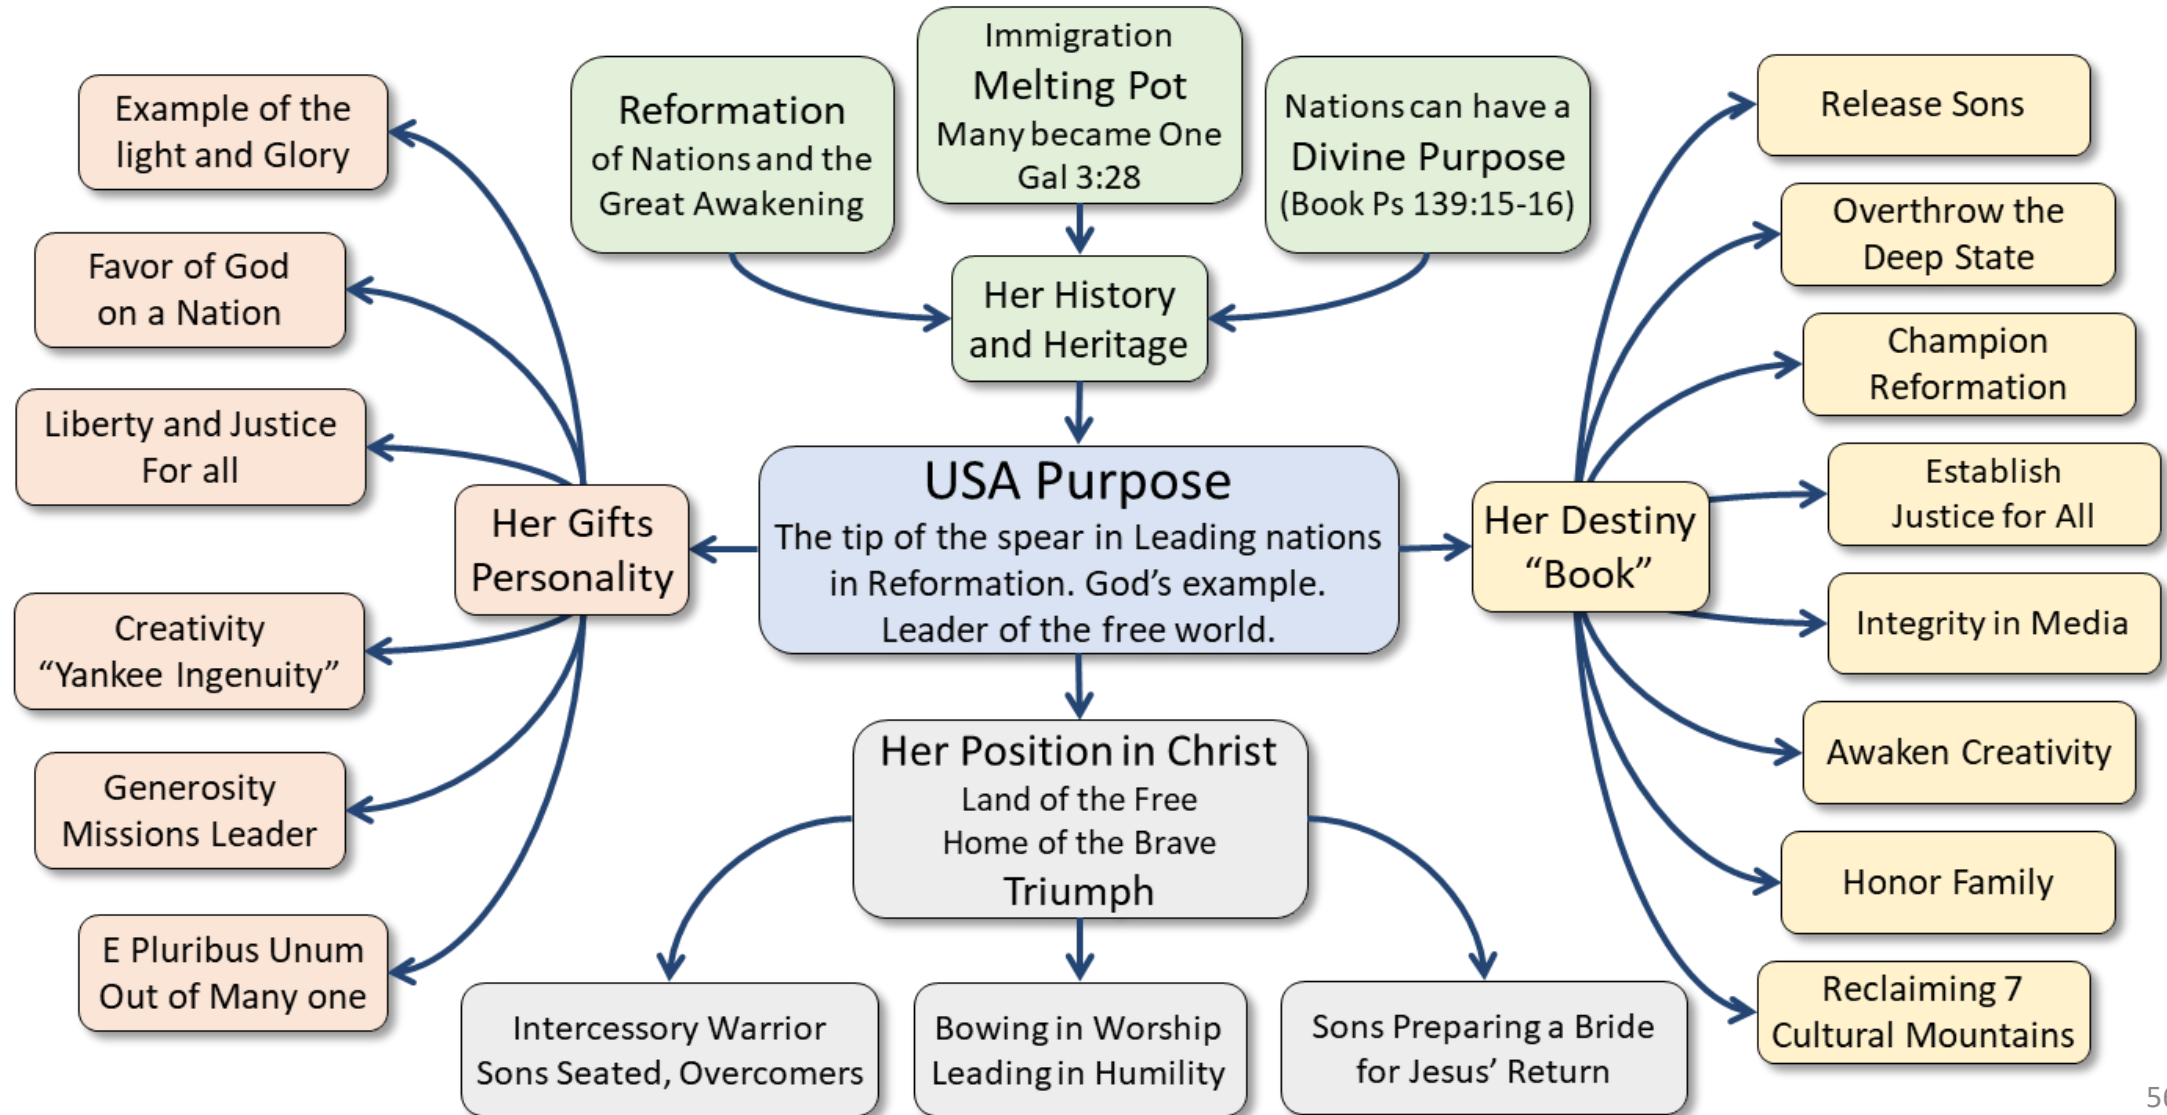 Immigration
Melting Pot
Many became One
Gal 3:28
Reformation
of Nations and the
Great Awakening
Nations can have a
Divine Purpose
(Book Ps 139:15-16)
Her History
and Heritage
USA Purpose
The tip of the spear in Leading nations
in Reformation. God's example.
Leader of the free world.
Her Gifts
Personality
Example of the
light and Glory
Favor of God
on a Nation
Liberty and Justice
For all
Creativity
“Yankee Ingenuity”
Generosity
Missions Leader
E Pluribus Unum
Out of Many one
Her Destiny
“Book”
Release Sons
Overthrow the
Deep State
Champion
Reformation
Establish
Justice for All
Integrity in Media
Awaken Creativity
Honor Family
Reclaiming 7
Cultural Mountains
Her Position in Christ
Land of the Free
Home of the Brave
Triumph
Intercessory Warrior
Sons Seated, Overcomers
Bowing in Worship
Leading in Humility
Sons Preparing a Bride
for Jesus’ Return